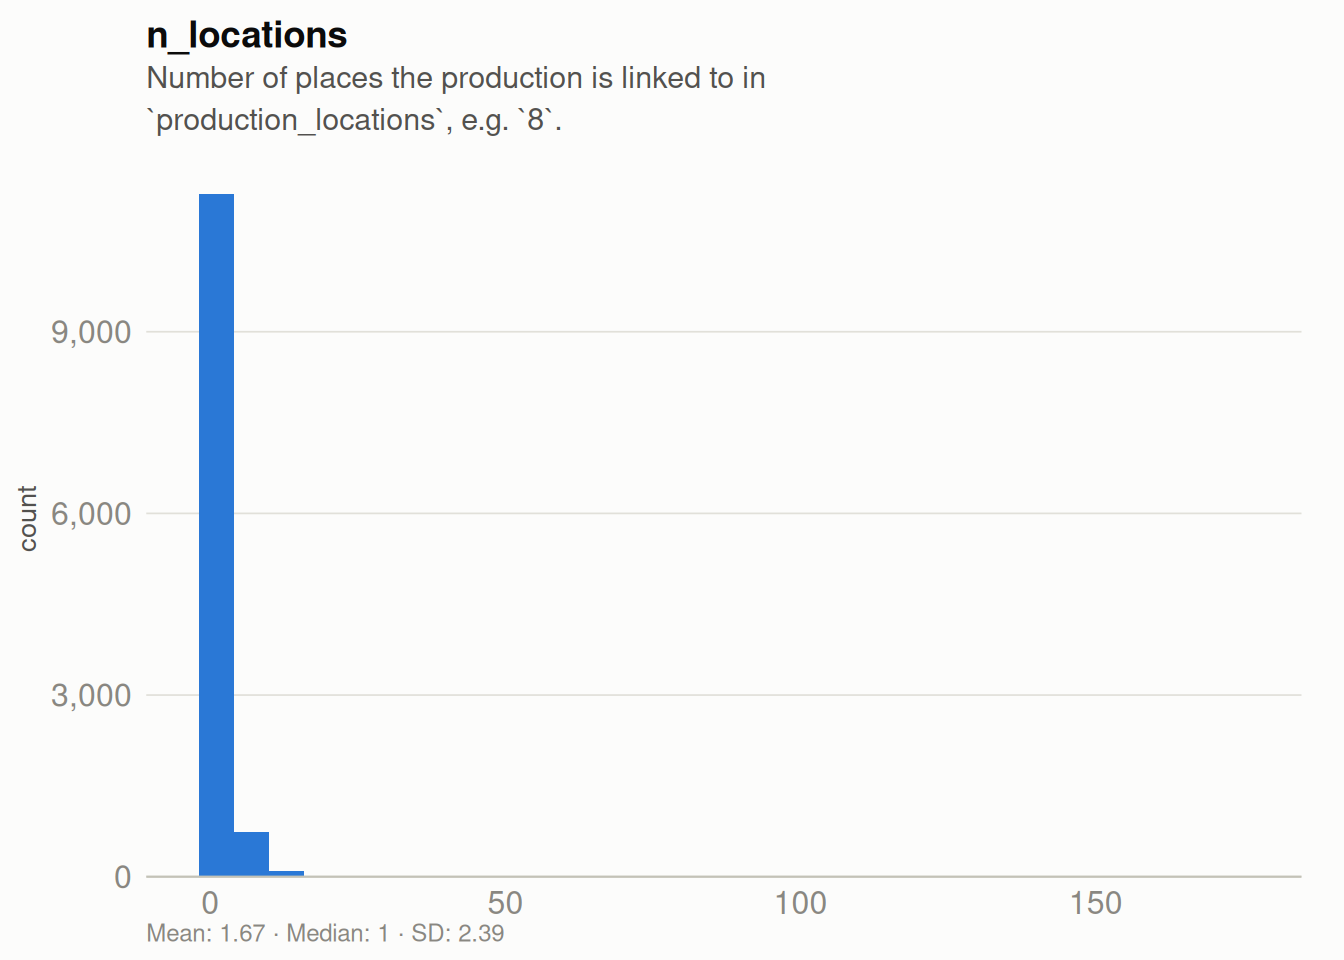 n_locations
Number of places the production is linked to in
`production_locations`, e.g. `8`.
count
9,000
6,000
3,000
0
0 50 100 150
Mean: 1.67 · Median: 1 · SD: 2.39